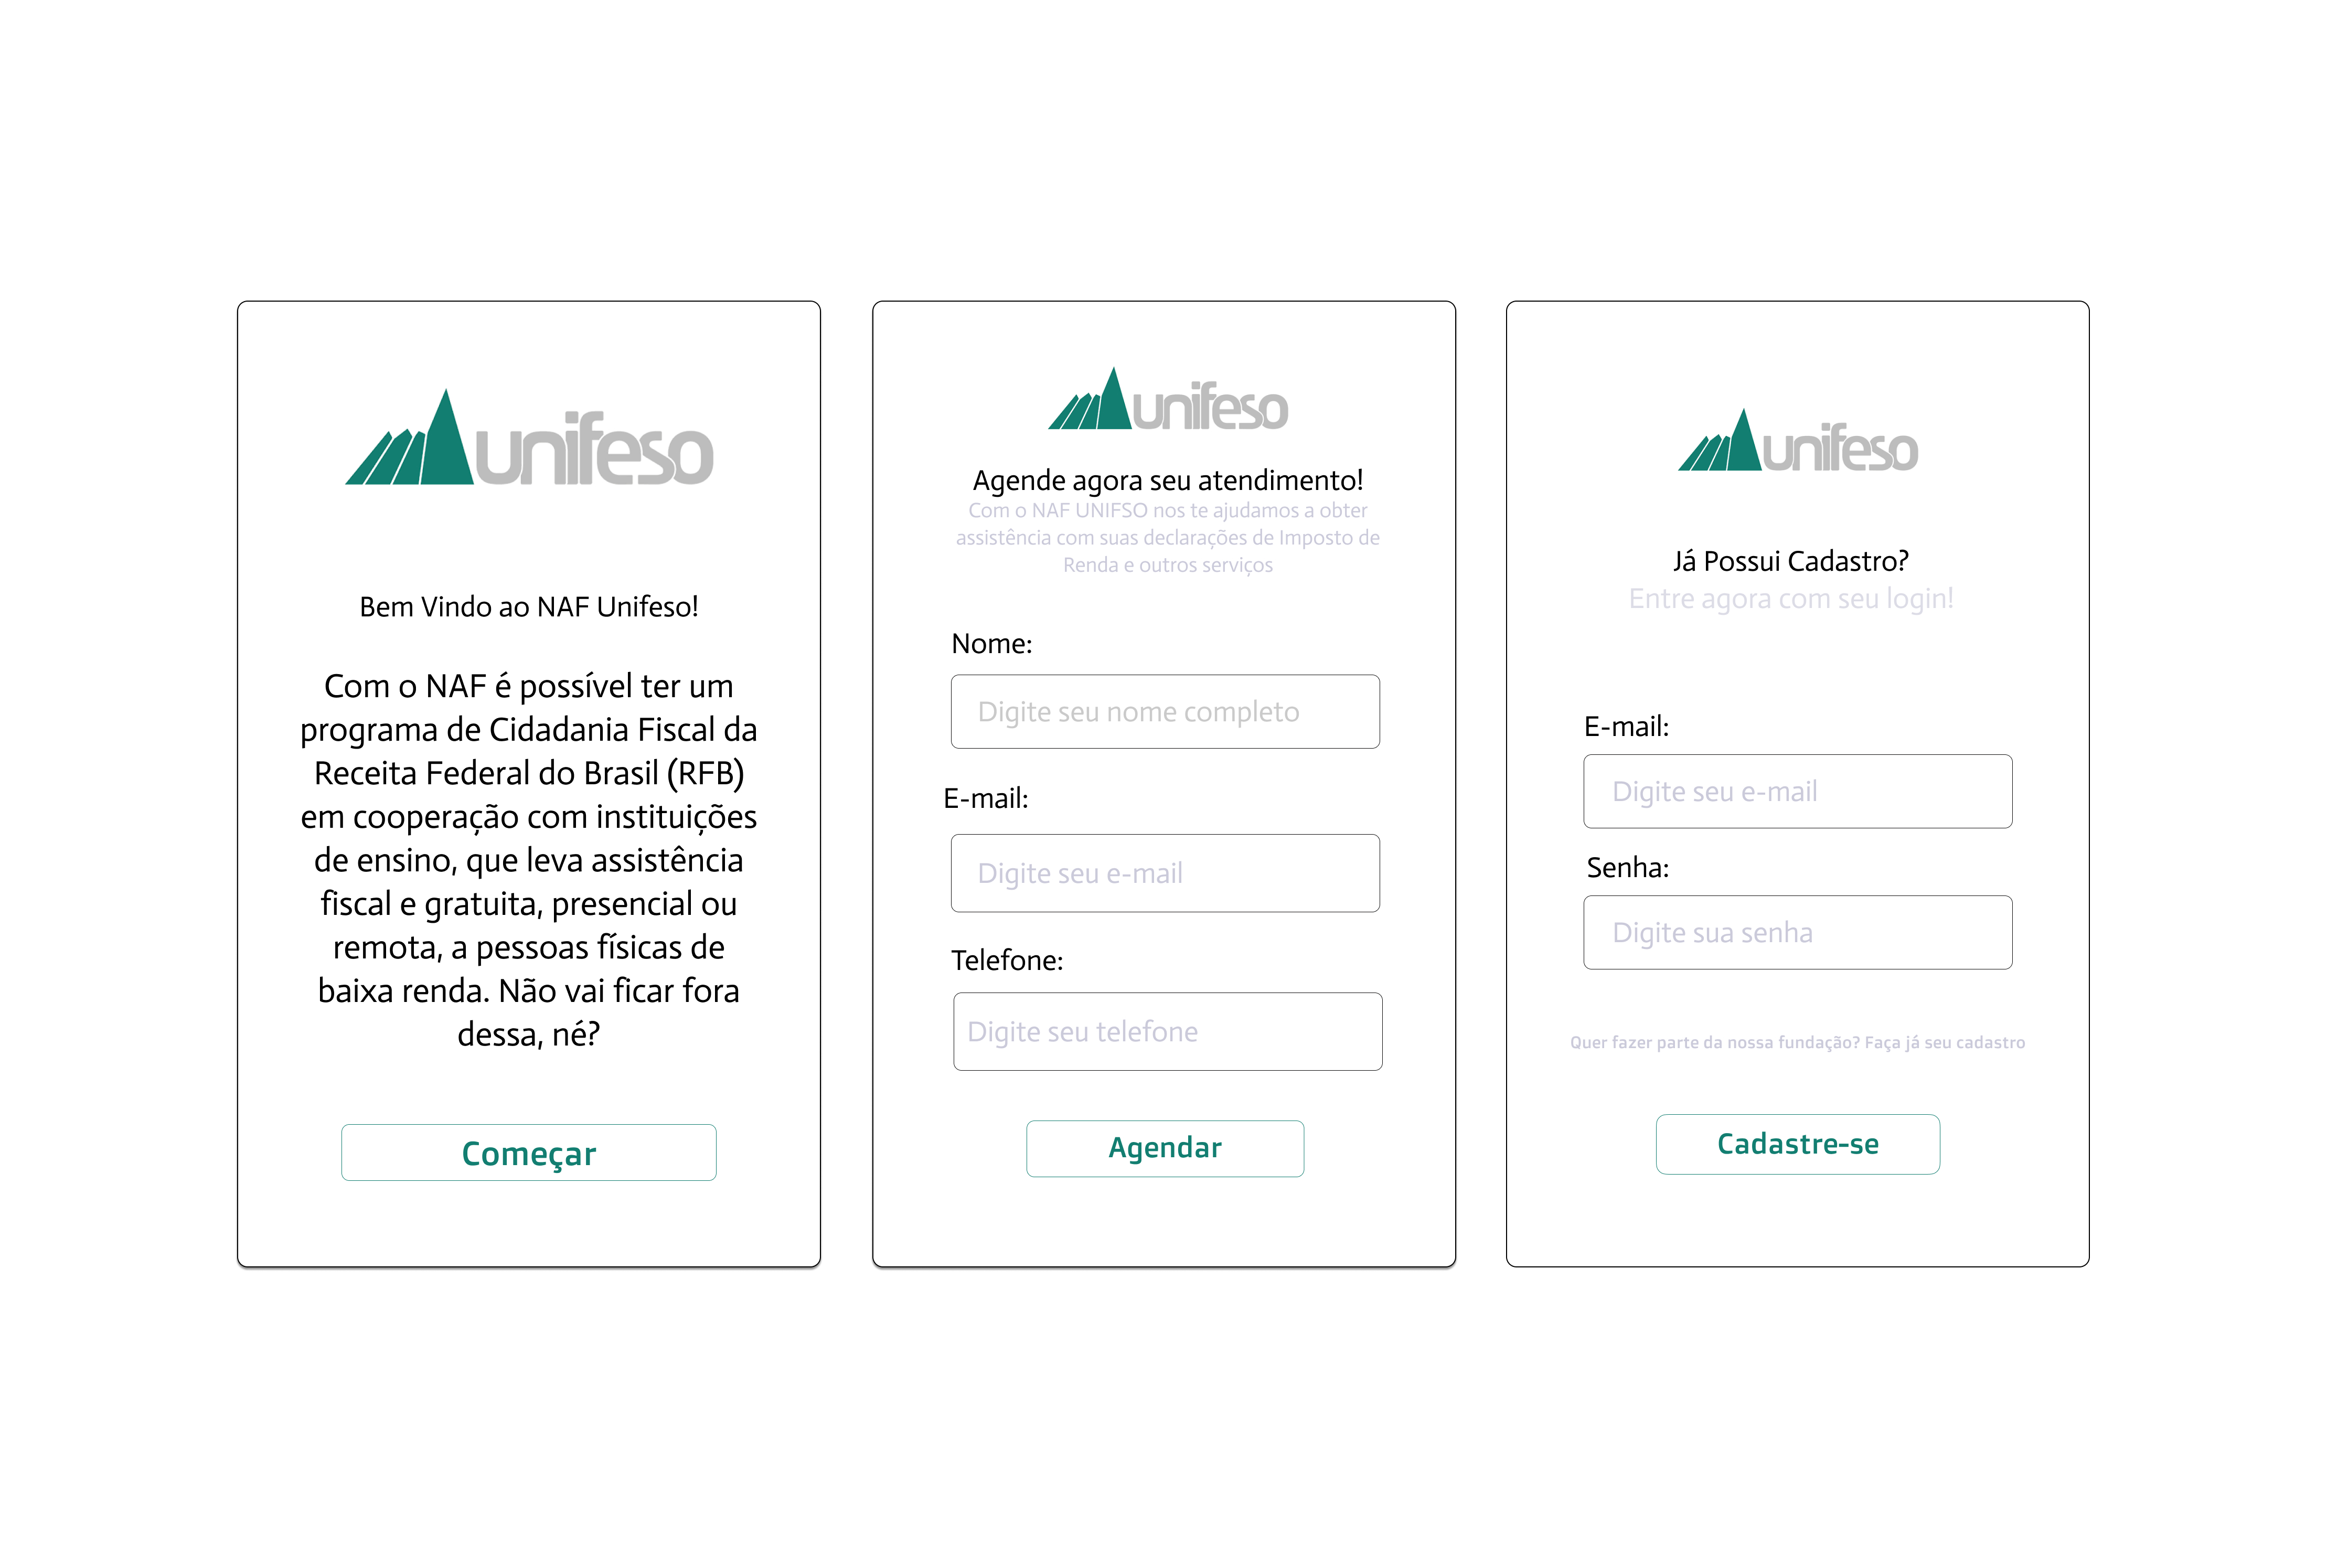 unifeso
Bem Vindo ao NAF Unifeso!
Com o NAF é possível ter um
programa de Cidadania Fiscal da
Receita Federal do Brasil (RFB)
em cooperação com instituições
de ensino, que leva assistência
fiscal e gratuita, presencial ou
remota, a pessoas físicas de
baixa renda. Não vai ficar fora
dessa, né?
Começar
unifeso
Agende agora seu atendimento!
Com o NAF UNIFSO nos te ajudamos a obter
assistência com suas declarações de Imposto de
Renda e outros serviços
Nome:
Digite seu nome completo
E-mail:
Digite seu e-mail
Telefone:
Digite seu telefone
Agendar
unifeso
Já Possui Cadastro?
Entre agora com seu login!
E-mail:
Digite seu e-mail
Senha:
Digite sua senha
Quer fazer parte da nossa fundação? Faça já seu cadastro
Cadastre-se